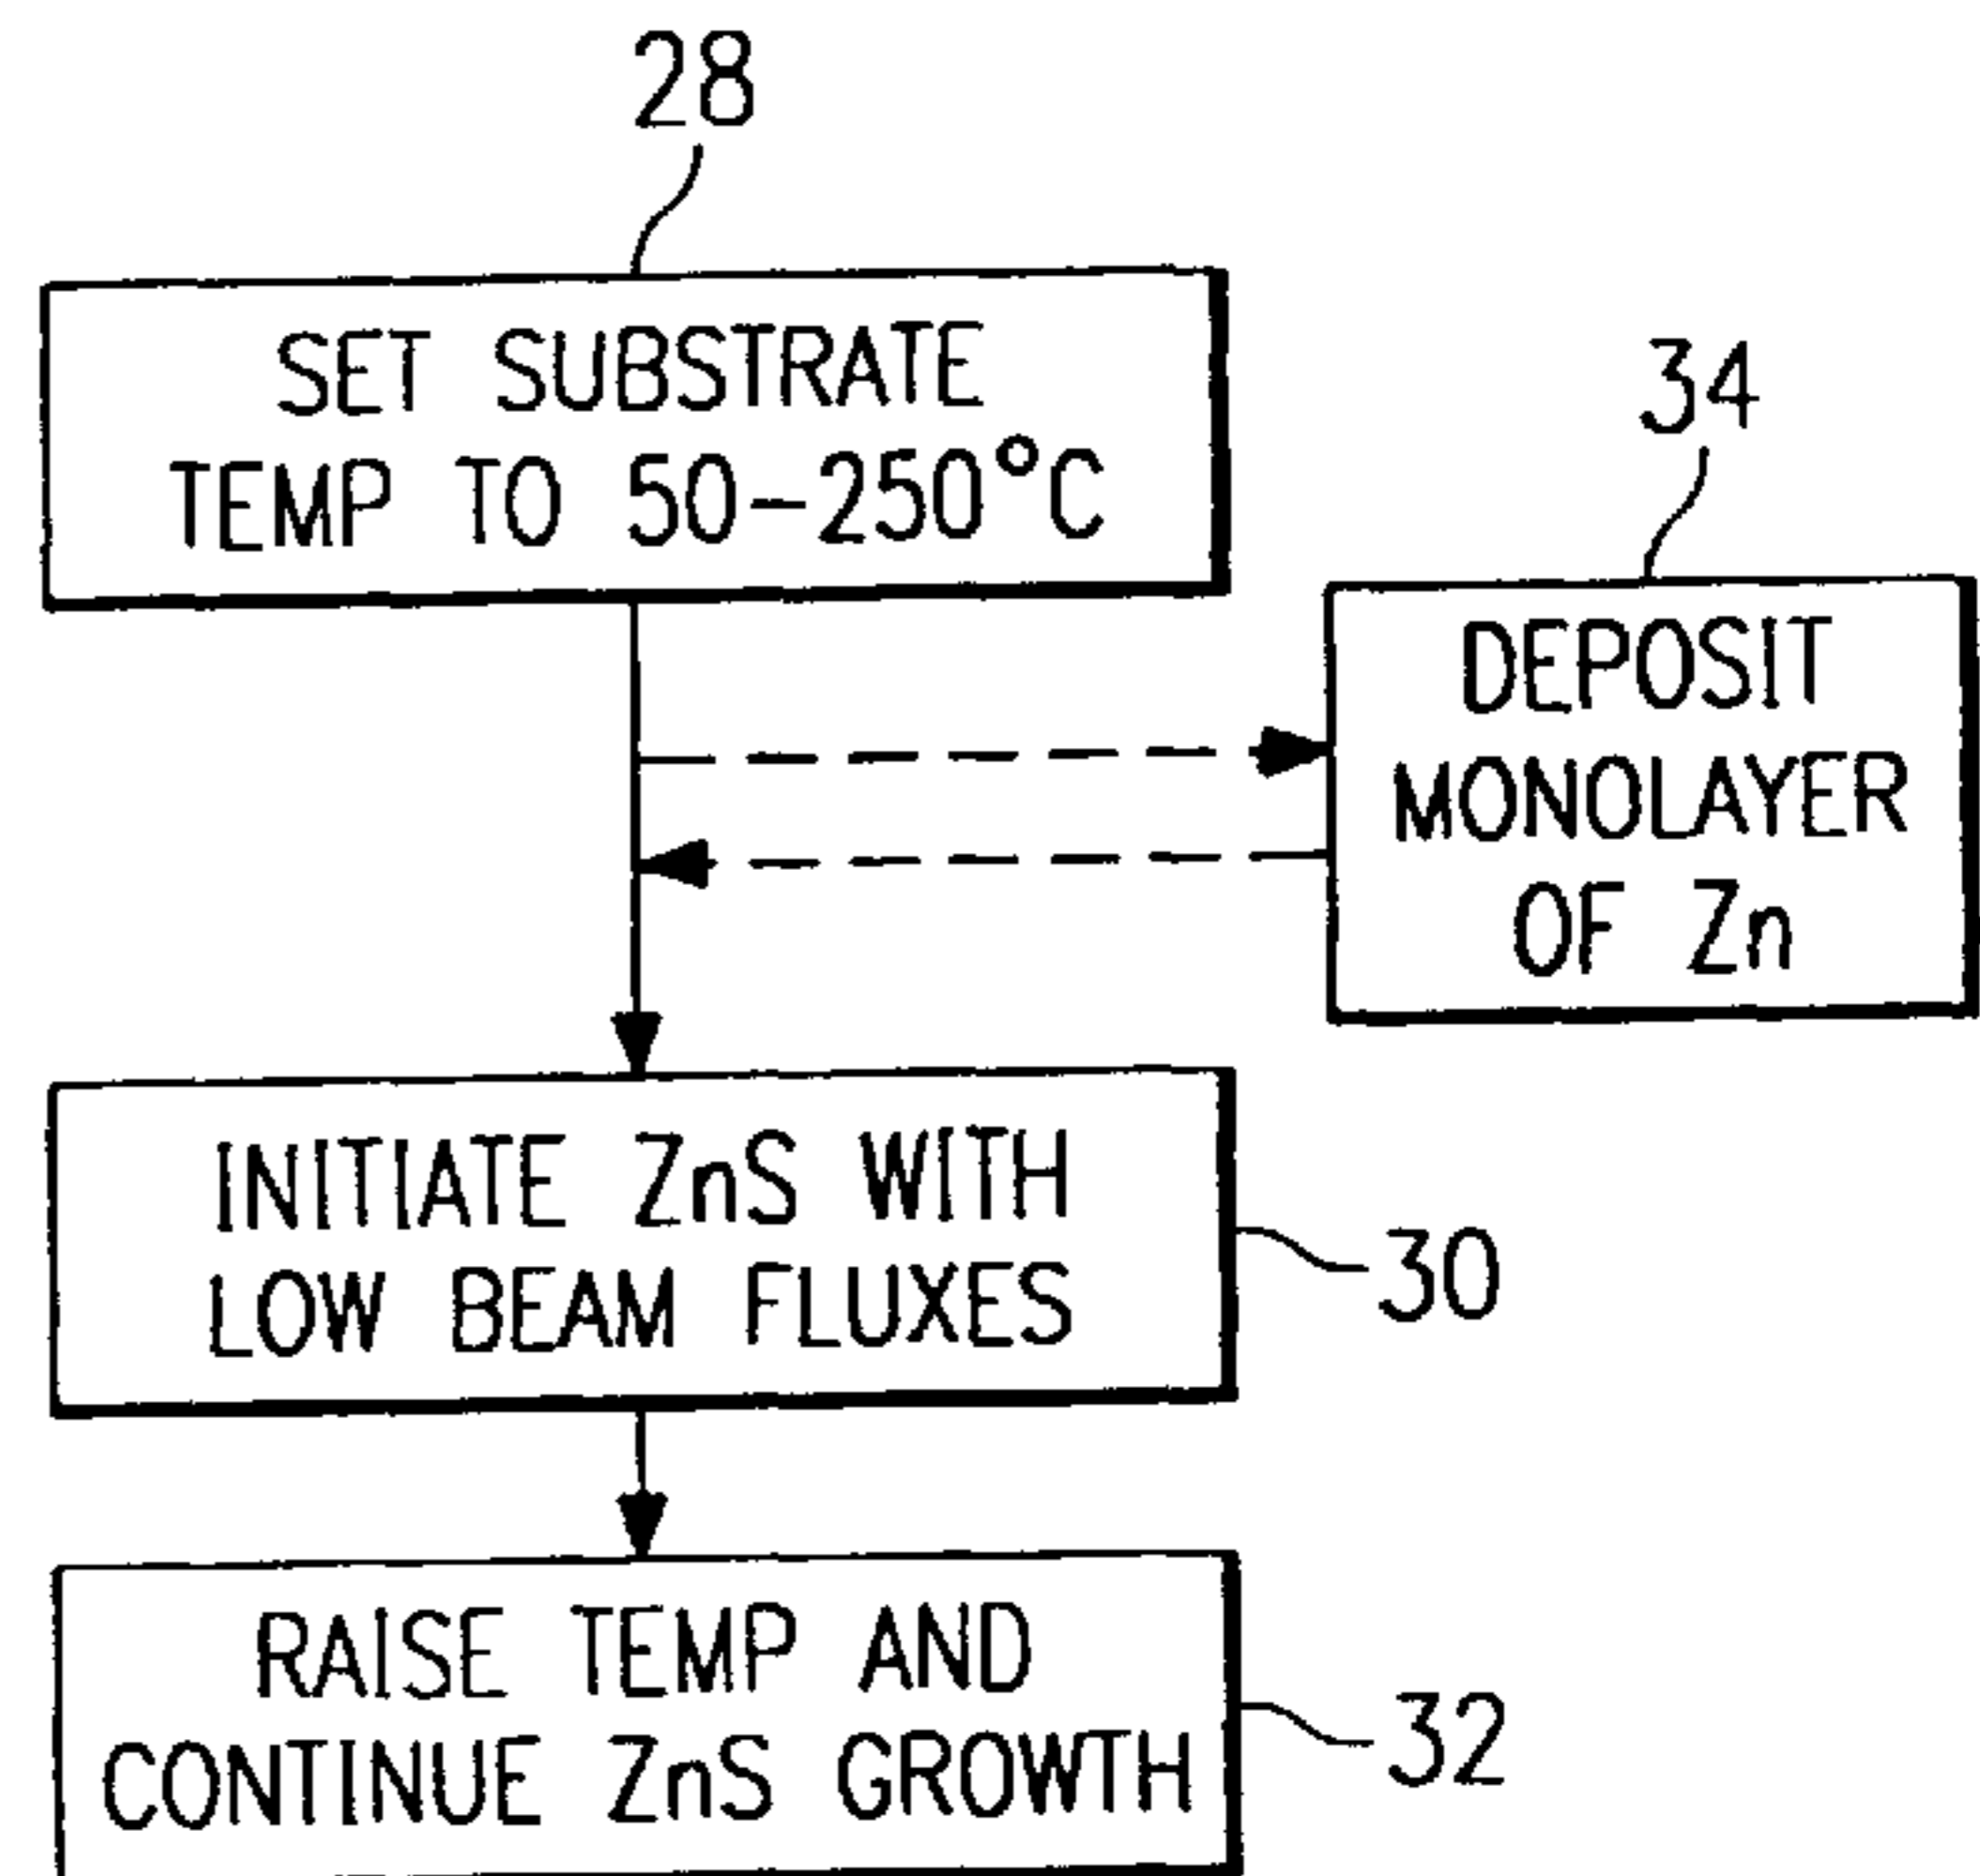 28
SET SUBSTRATE
TEMP TO 50-250°C
34
DEPOSIT
MONOLAYER
OF Zn
INITIATE ZnS WITH
LOW BEAM FLUXES
30
RAISE TEMP AND
CONTINUE ZnS GROWTH
32